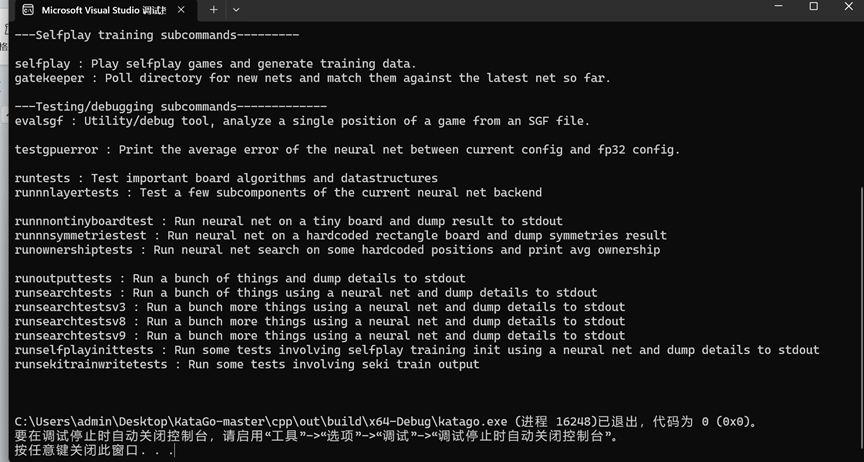 Microsoft Visual Studio 调试控
---Selfplay training subcommands---------
selfplay : Play selfplay games and generate training data.
gatekeeper : Poll directory for new nets and match them against the latest net so far.
---Testing/debugging subcommands-------------
evalsgf : Utility/debug tool, analyze a single position of a game from an SGF file.
testgpuerror : Print the average error of the neural net between current config and fp32 config.
runtests : Test important board algorithms and datastructures
runnnlayertests : Test a few subcomponents of the current neural net backend
runnnontinyboardtest : Run neural net on a tiny board and dump result to stdout
runnnsymmetriestest : Run neural net on a hardcoded rectangle board and dump symmetries result
runownershiptests : Run neural net search on some hardcoded positions and print avg ownership
runoutputtests : Run a bunch of things and dump details to stdout
runsearchtests : Run a bunch of things using a neural net and dump details to stdout
runsearchtestsv3 : Run a bunch more things using a neural net and dump details to stdout
runsearchtestsv8 : Run a bunch more things using a neural net and dump details to stdout
runsearchtestsv9 : Run a bunch more things using a neural net and dump details to stdout
runselfplayinittests : Run some tests involving selfplay training init using a neural net and dump details to stdout
runsekitrainwritetests : Run some tests involving seki train output
C:\Users\admin\Desktop\KataGo-master\cpp\out\build\x64-Debug\katago.exe (进程 16248)已退出，代码为 0 (0x0)。
要在调试停止时自动关闭控制台，请启用“工具”->“选项”->“调试”->“调试停止时自动关闭控制台”。
按任意键关闭此窗口. . .